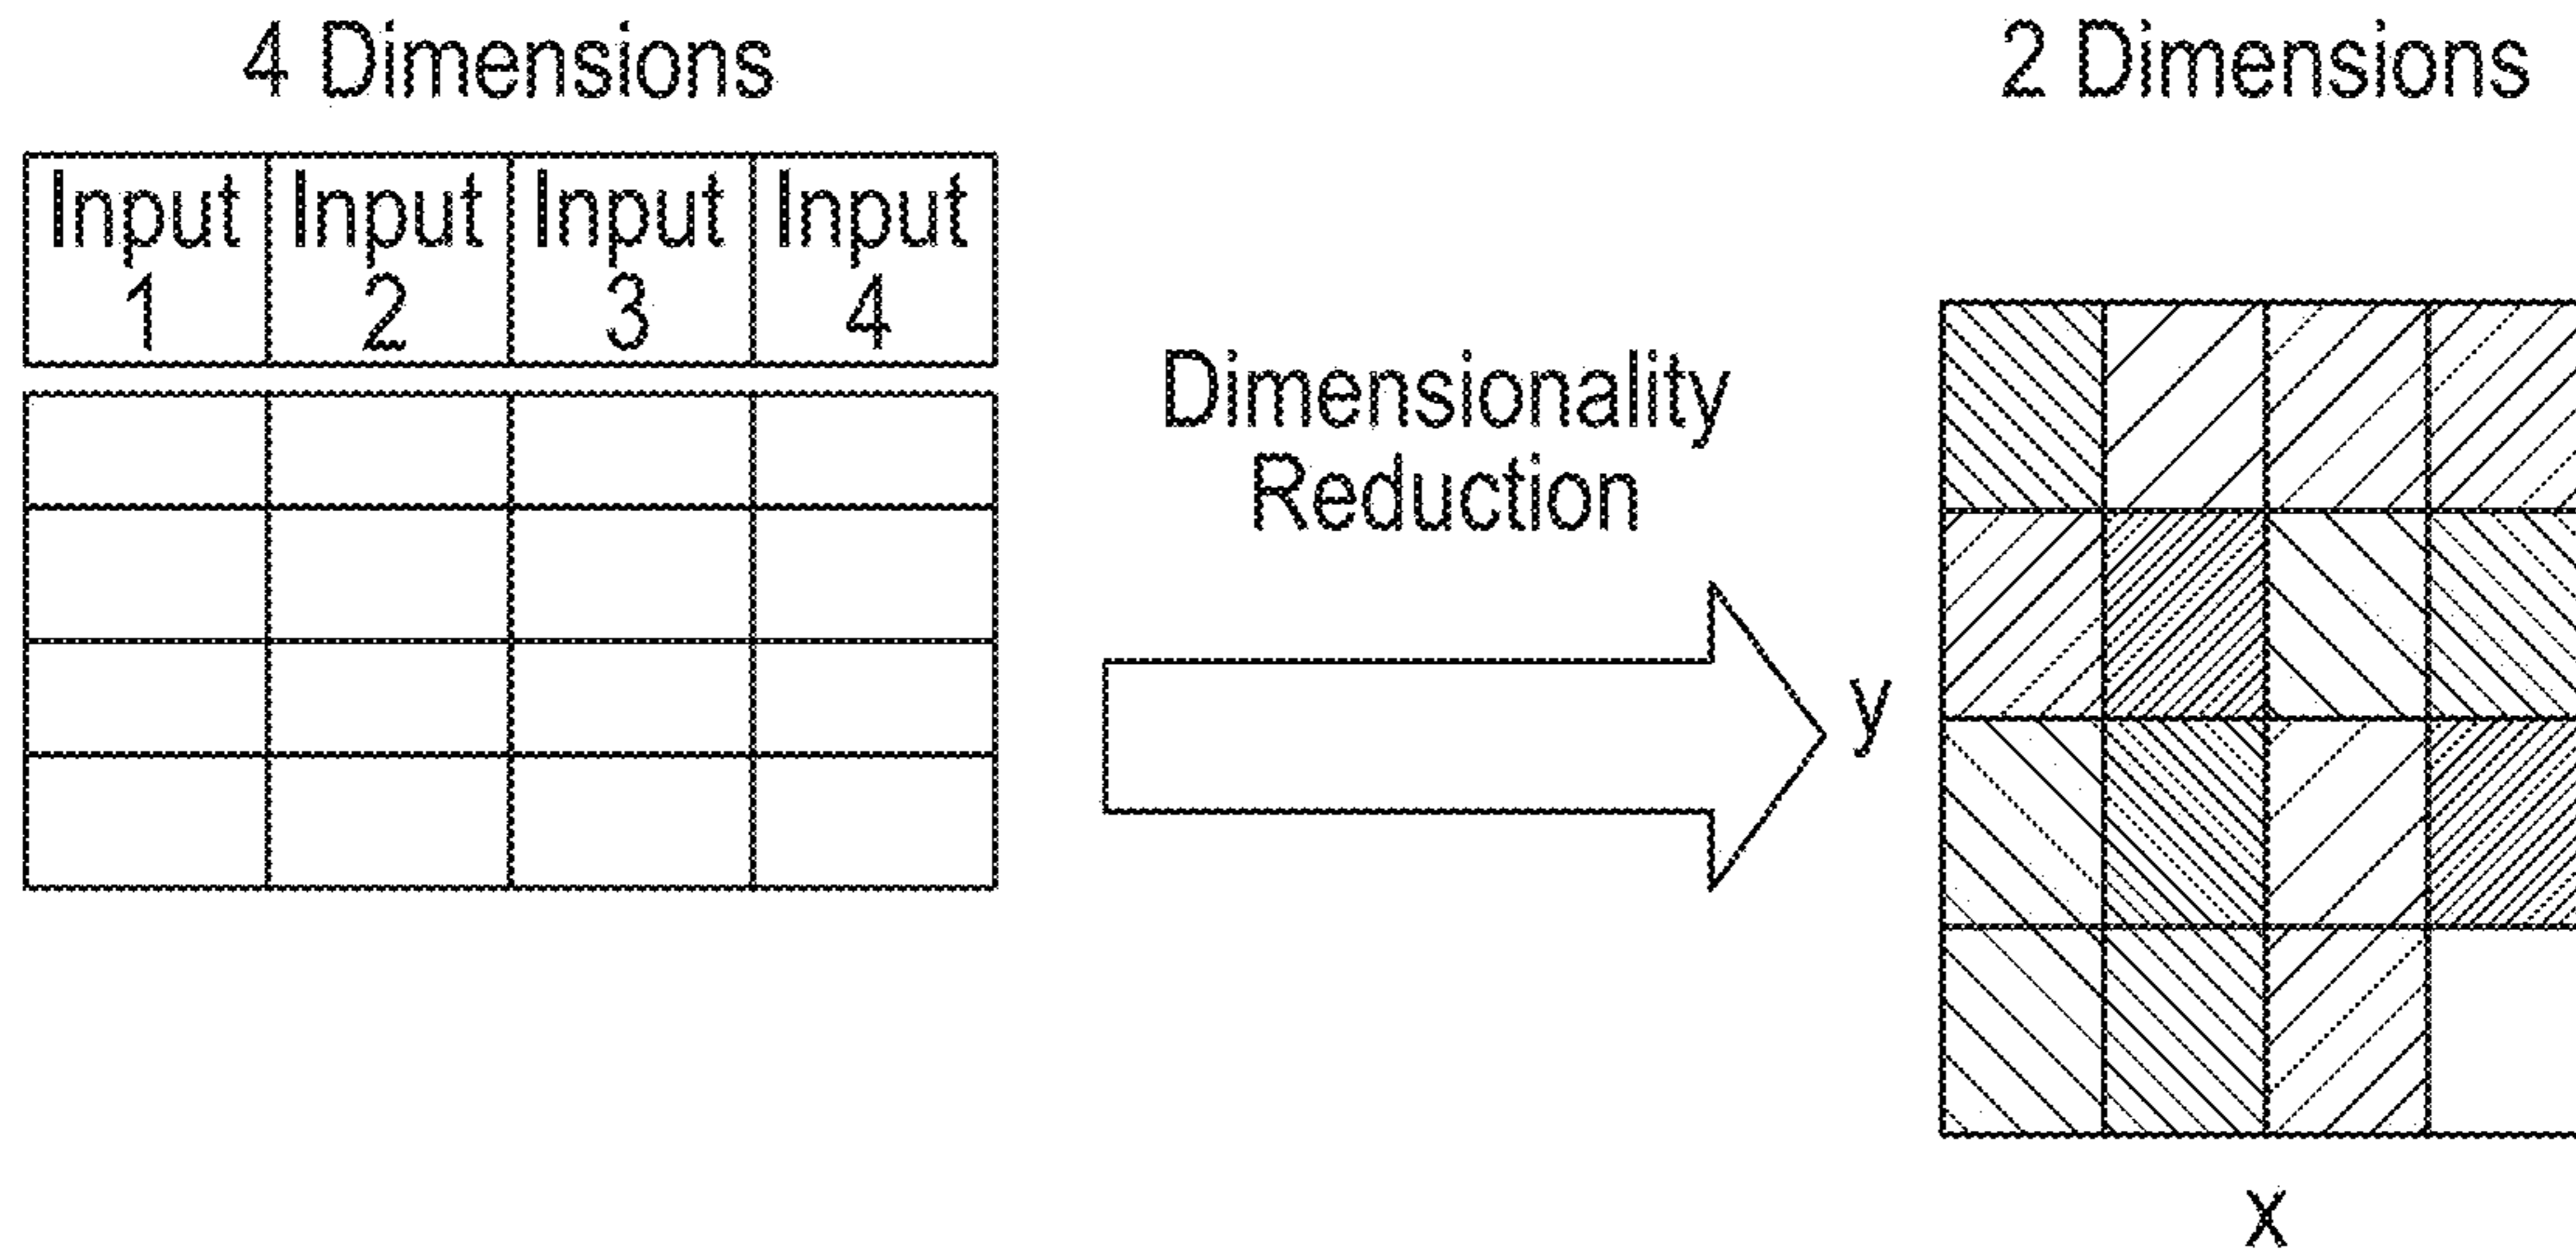 4 Dimensions
2 Dimensions
Input 1
Input 2
Input 3
Input 4
Dimensionality
Reduction
y
x